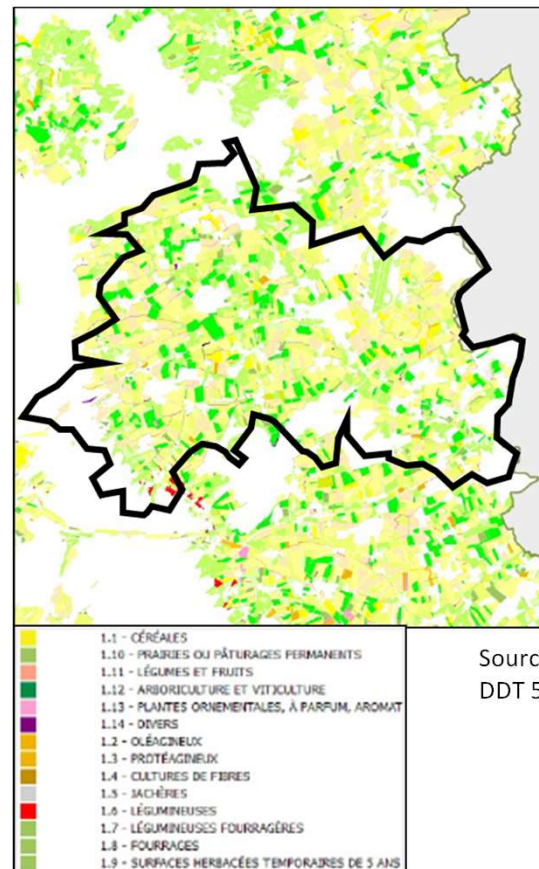 1.1 - CÉRÉALES
1.10 - PRAIRIES OU PÂTURAGES PERMANENTS
1.11 - LÉGUMES ET FRUITS
1.12 - ARBORICULTURE ET VITICULTURE
1.13 - PLANTES ORNEMENTALES, À PARFUM, AROMAT
1.14 - DIVERS
1.2 - OLÉAGINEUX
1.3 - PROTÉAGINEUX
1.4 - CULTURES DE FIBRES
1.5 - JACHÈRES
1.6 - LÉGUMINEUSES
1.7 - LÉGUMINEUSES FOURRAGÈRES
1.8 - FOURRAGES
1.9 - SURFACES HERBACÉES TEMPORAIRES DE 5 ANS
Sourc
DDT 5